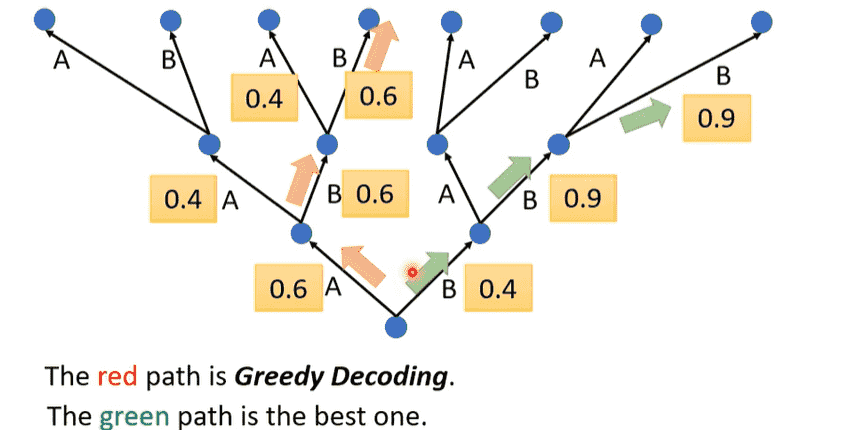 A B A B A B A B
0.4 0.6 0.9
0.4 A B 0.6 A B 0.9
0.6 A B 0.4
The red path is Greedy Decoding.
The green path is the best one.